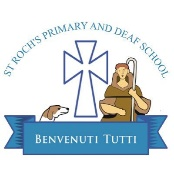 ST ROCH'S PRIMARY AND DEAF SCHOOL
BENVENUTI TUTTI